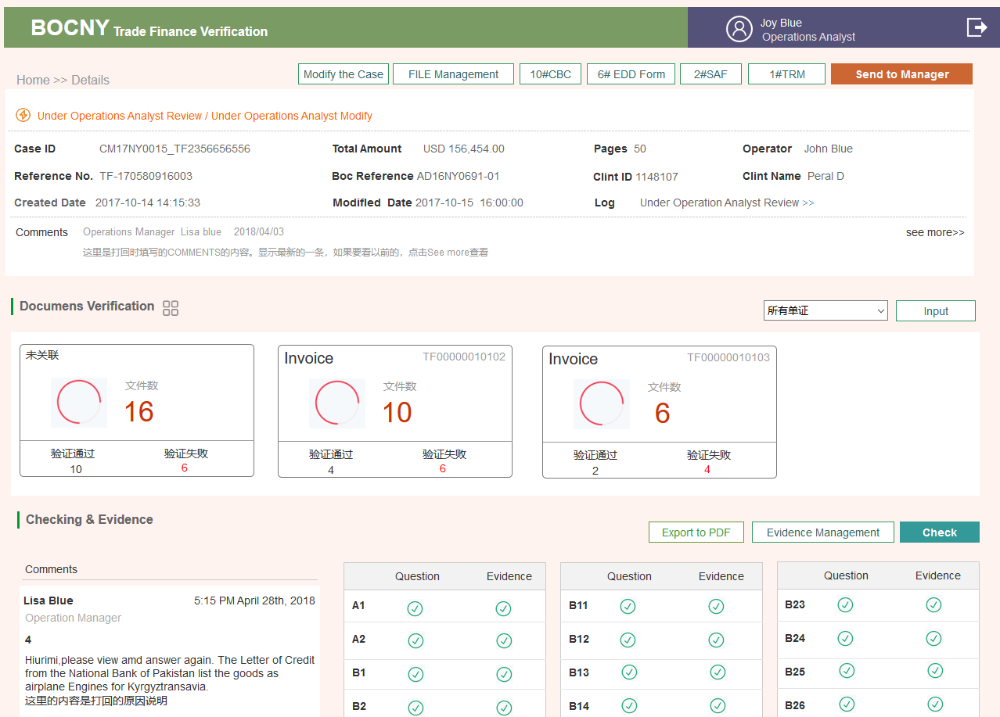 BOCNY Trade Finance Verification
Joy Blue
Operations Analyst
Home >> Details
Modify the Case
FILE Management
10#CBC
6# EDD Form
2#SAF
1#TRM
Send to Manager
Under Operations Analyst Review / Under Operations Analyst Modify
Case ID CM17NY0015_TF2356656556 Total Amount USD 156,454.00 Pages 50 Operator John Blue
Reference No. TF-170580916003 Boc Reference AD16NY0691-01 Clint ID 1148107 Clint Name Peral D
Created Date 2017-10-14 14:15:33 Modified Date 2017-10-15 16:00:00 Log Under Operation Analyst Review >>
Comments Operations Manager Lisa blue 2018/04/03 see more>>
这里是打回时填写的COMMENTS的内容。显示最新的一条，如果要看以前的，点击See more查看
Documens Verification
所有单证
Input
未关联
文件数
16
验证通过 验证失败
10 6
Invoice TF00000010102
文件数
10
验证通过 验证失败
4 6
Invoice TF00000010103
文件数
6
验证通过 验证失败
2 4
Checking & Evidence
Export to PDF
Evidence Management
Check
Comments
Lisa Blue 5:15 PM April 28th, 2018
Operation Manager
4
Hiurimi,please view amd answer again. The Letter of Credit
from the National Bank of Pakistan list the goods as
airplane Engines for Kyrgyztransavia.
这里的内容是打回的原因说明
Question Evidence
A1
A2
B1
B2
Question Evidence
B11
B12
B13
B14
Question Evidence
B23
B24
B25
B26